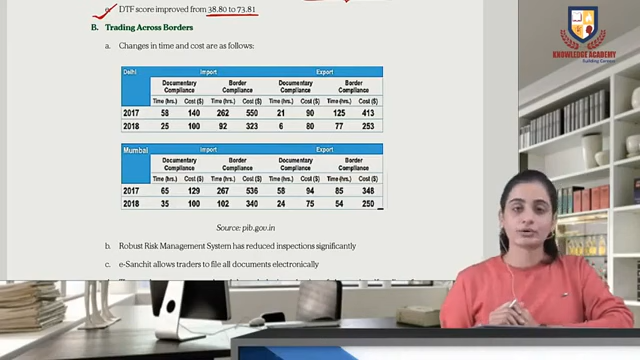 e. DTF score improved from 38.80 to 73.81
B. Trading Across Borders
a. Changes in time and cost are as follows:
Delhi Import Export
Documentary Compliance Border Compliance Documentary Compliance Border Compliance
Time (hrs.) Cost ($) Time (hrs.) Cost ($) Time (hrs.) Cost ($) Time (hrs.) Cost ($)
2017 58 140 262 550 21 90 125 413
2018 25 100 92 323 6 80 77 253
Mumbai Import Export
Documentary Compliance Border Compliance Documentary Compliance Border Compliance
Time (hrs.) Cost ($) Time (hrs.) Cost ($) Time (hrs.) Cost ($) Time (hrs.) Cost ($)
2017 65 129 267 536 58 94 85 348
2018 35 100 102 340 24 75 54 250
Source: pib.gov.in
b. Robust Risk Management System has reduced inspections significantly
c. e-Sanchit allows traders to file all documents electronically
KNOWLEDGE ACADEMY
Building Careers